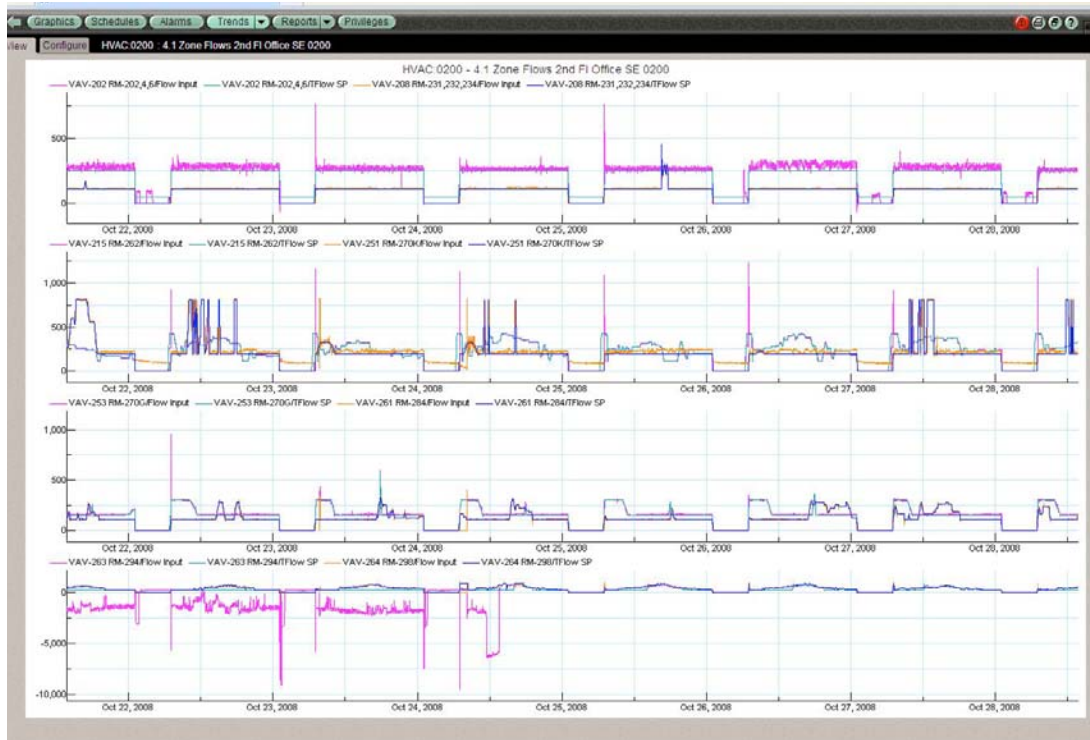 Graphics Schedules Alarms Trends Reports Privileges ?
View Configure HVAC:0200 : 4.1 Zone Flows 2nd Fl Office SE 0200
HVAC:0200 - 4.1 Zone Flows 2nd Fl Office SE 0200
VAV-202 RM-202,4,6/Flow Input VAV-202 RM-202,4,6/TFlow SP VAV-208 RM-231,232,234/Flow Input VAV-208 RM-231,232,234/TFlow SP
500
0
Oct 22, 2008 Oct 23, 2008 Oct 24, 2008 Oct 25, 2008 Oct 26, 2008 Oct 27, 2008 Oct 28, 2008
VAV-215 RM-262/Flow Input VAV-215 RM-262/TFlow SP VAV-251 RM-270K/Flow Input VAV-251 RM-270K/TFlow SP
1,000
500
0
Oct 22, 2008 Oct 23, 2008 Oct 24, 2008 Oct 25, 2008 Oct 26, 2008 Oct 27, 2008 Oct 28, 2008
VAV-253 RM-270G/Flow Input VAV-253 RM-270G/TFlow SP VAV-261 RM-284/Flow Input VAV-261 RM-284/TFlow SP
1,000
500
0
Oct 22, 2008 Oct 23, 2008 Oct 24, 2008 Oct 25, 2008 Oct 26, 2008 Oct 27, 2008 Oct 28, 2008
VAV-263 RM-294/Flow Input VAV-263 RM-294/TFlow SP VAV-264 RM-298/Flow Input VAV-264 RM-298/TFlow SP
0
-5,000
-10,000
Oct 22, 2008 Oct 23, 2008 Oct 24, 2008 Oct 25, 2008 Oct 26, 2008 Oct 27, 2008 Oct 28, 2008